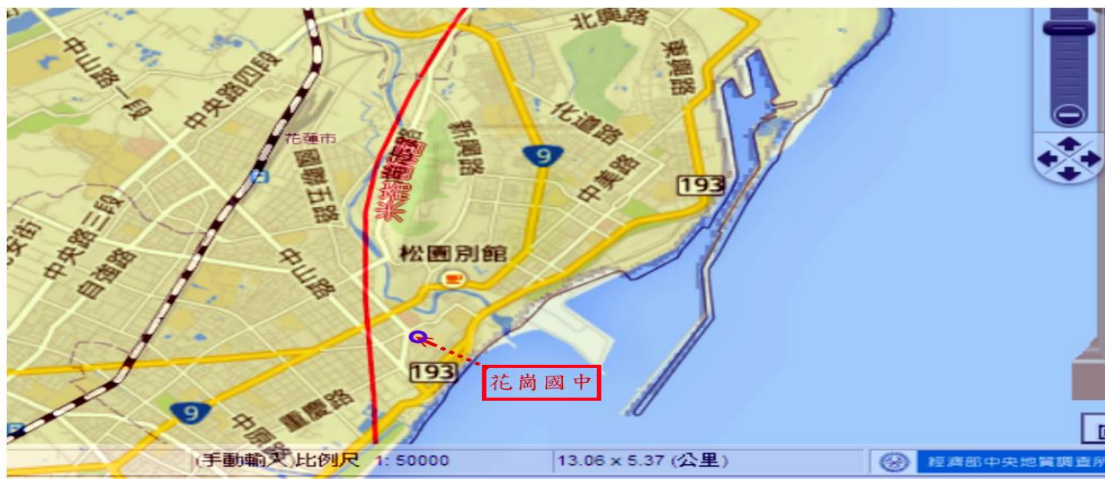 北興路
中山路一段
中央路四段
東興路
花蓮市
國聯五路
新興路
化道路
9
中美路
193
米崙斷層
中央路三段
自強路
中山路
松園別館
193
花崗國中
9
重慶路
中原路
(手動輸入)比例尺 1: 50000
13.06 x 5.37 (公里)
經濟部中央地質調查所